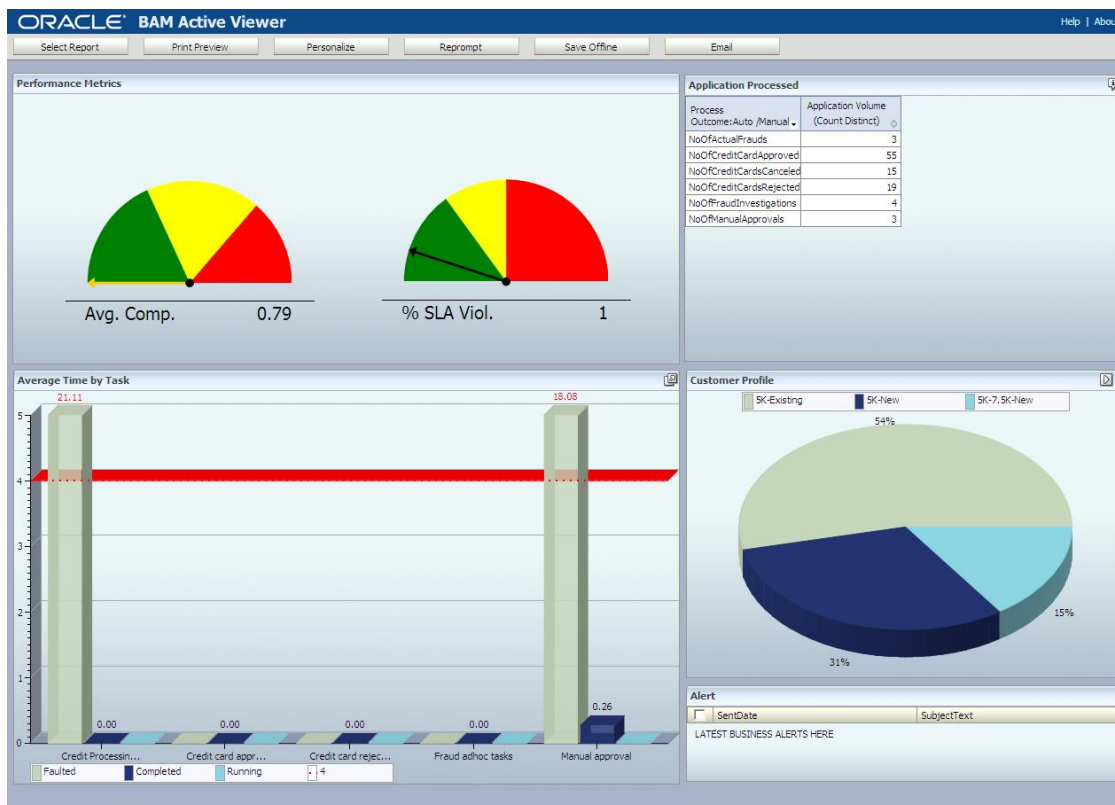 ORACLE BAM Active Viewer
Help | Abou
Select Report Print Preview Personalize Reprompt Save Offline Email
Performance Metrics
Avg. Comp. 0.79
% SLA Viol. 1
Application Processed
Process Application Volume
Outcome:Auto /Manual (Count Distinct)
NoOfActualFrauds 3
NoOfCreditCardApproved 55
NoOfCreditCardsCanceled 15
NoOfCreditCardsRejected 19
NoOfFraudInvestigations 4
NoOfManualApprovals 3
Average Time by Task
21.11 18.08
5
4
3
2
1
0
0.00 0.00 0.00 0.00 0.26
Credit Processin... Credit card appr... Credit card rejec... Fraud adhoc tasks Manual approval
Faulted Completed Running 4
Customer Profile
5K-Existing 5K-New 5K-7.5K-New
54%
15%
31%
Alert
SentDate SubjectText
LATEST BUSINESS ALERTS HERE